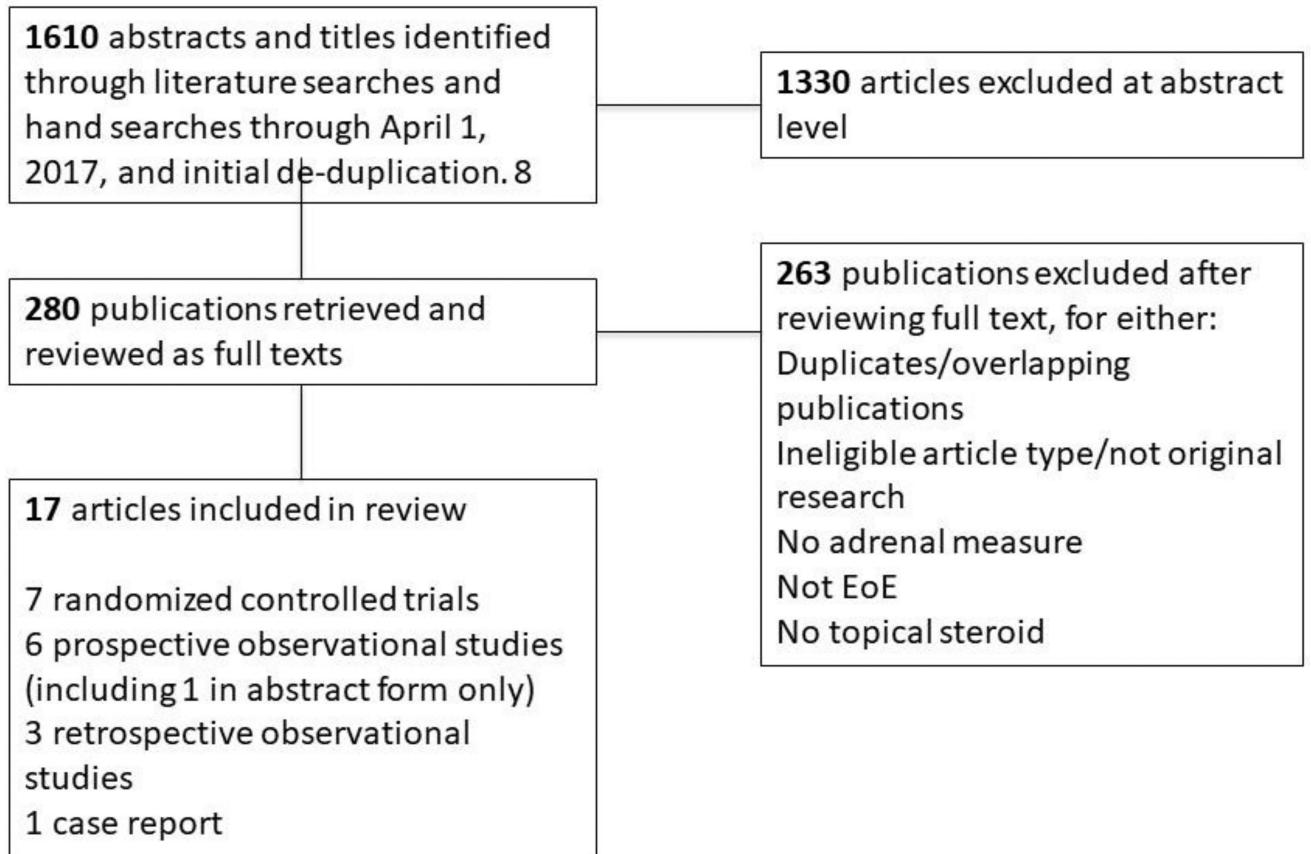 1610 abstracts and titles identified
through literature searches and
hand searches through April 1,
2017, and initial de-duplication. 8
1330 articles excluded at abstract
level
280 publications retrieved and
reviewed as full texts
263 publications excluded after
reviewing full text, for either:
Duplicates/overlapping
publications
Ineligible article type/not original
research
No adrenal measure
Not EoE
No topical steroid
17 articles included in review
7 randomized controlled trials
6 prospective observational studies
(including 1 in abstract form only)
3 retrospective observational
studies
1 case report